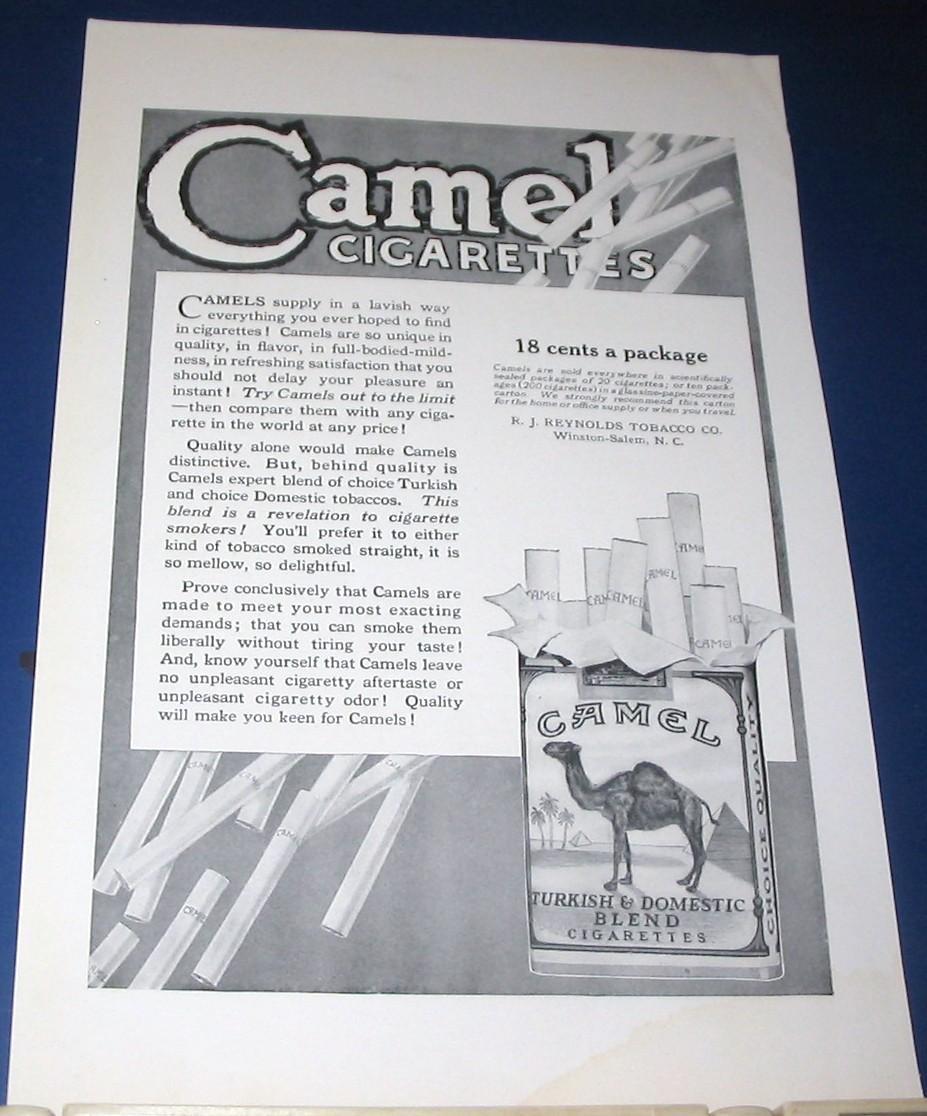 Camel
CIGARETTES
CAMELS supply in a lavish way
everything you ever hoped to find
in cigarettes! Camels are so unique in
quality, in flavor, in full-bodied-mild-
ness, in refreshing satisfaction that you
should not delay your pleasure an
instant! Try Camels out to the limit
—then compare them with any ciga-
rette in the world at any price!
Quality alone would make Camels
distinctive. But, behind quality is
Camels expert blend of choice Turkish
and choice Domestic tobaccos. This
blend is a revelation to cigarette
smokers! You'll prefer it to either
kind of tobacco smoked straight, it is
so mellow, so delightful.
Prove conclusively that Camels are
made to meet your most exacting
demands; that you can smoke them
liberally without tiring your taste!
And, know yourself that Camels leave
no unpleasant cigaretty aftertaste or
unpleasant cigaretty odor! Quality
will make you keen for Camels!
18 cents a package
Camels are sold everywhere in scientifically
sealed packages of 20 cigarettes; or ten pack-
ages (200 cigarettes) in a glassine-paper-covered
carton. We strongly recommend this carton
for the home or office supply or when you travel.
R. J. REYNOLDS TOBACCO CO.
Winston-Salem, N. C.
CAMEL
CAMEL
CAMEL
CAMEL
CAMEL
CAMEL
TURKISH & DOMESTIC
BLEND
CIGARETTES
CHOICE QUALITY
CAMEL
CAMEL
CAMEL
CAMEL
CAMEL